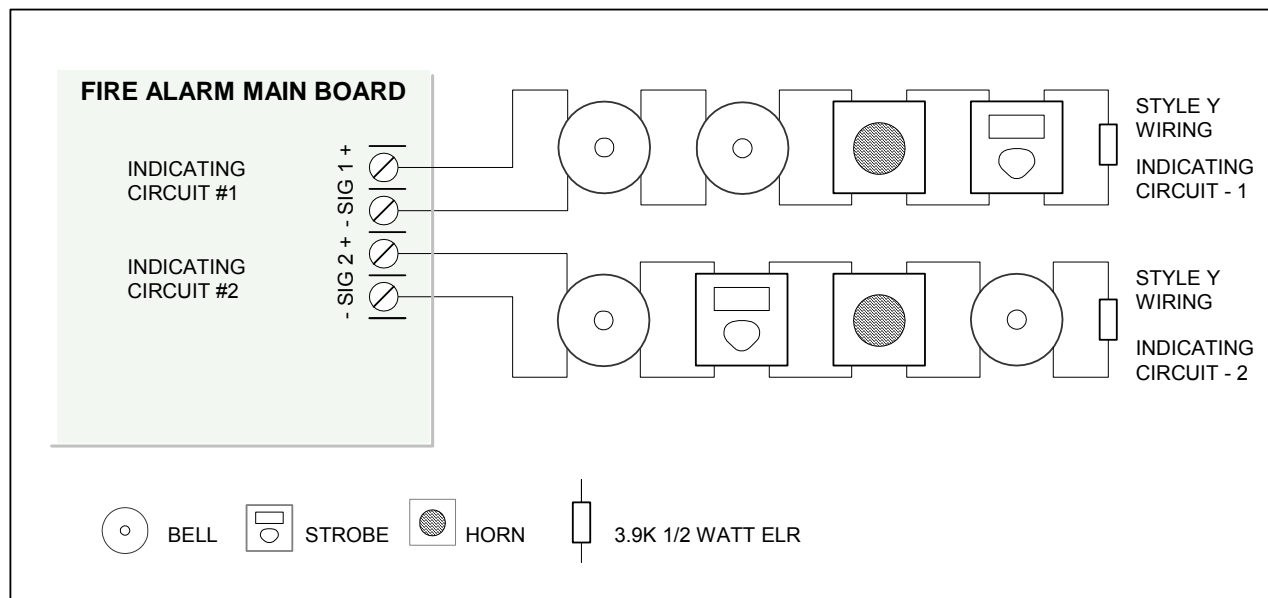 FIRE ALARM MAIN BOARD
INDICATING
CIRCUIT #1
- SIG 1 +
INDICATING
CIRCUIT #2
- SIG 2 +
STYLE Y
WIRING
INDICATING
CIRCUIT - 1
STYLE Y
WIRING
INDICATING
CIRCUIT - 2
BELL
STROBE
HORN
3.9K 1/2 WATT ELR